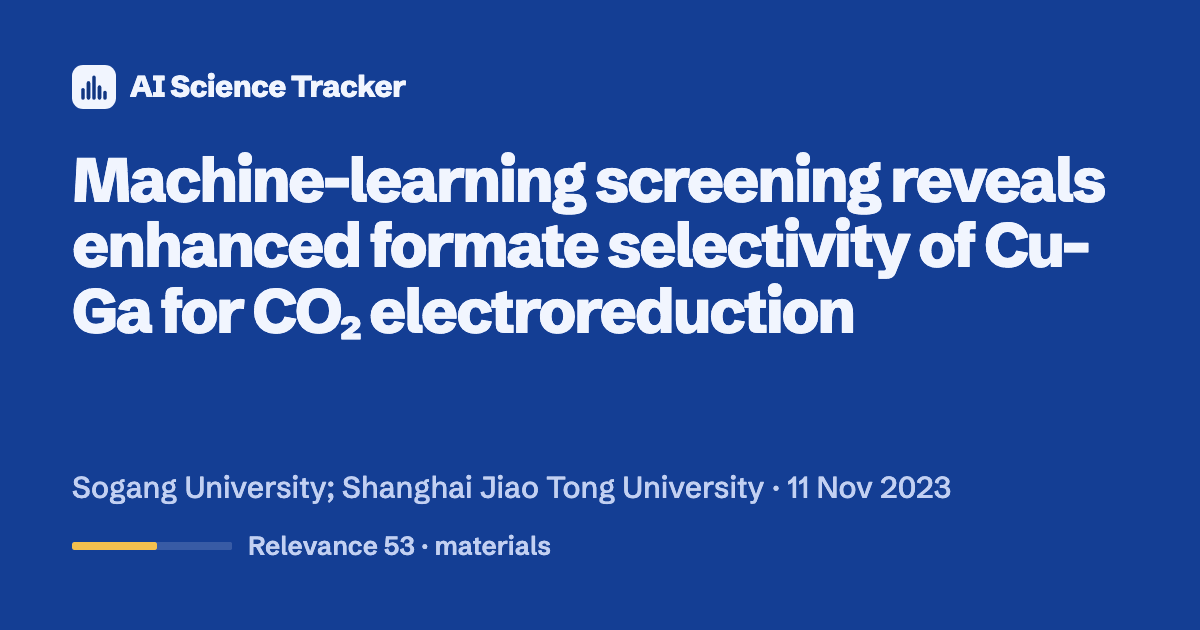 AI Science Tracker
Machine-learning screening reveals
enhanced formate selectivity of Cu-
Ga for CO₂ electroreduction
Sogang University; Shanghai Jiao Tong University · 11 Nov 2023
Relevance 53 · materials